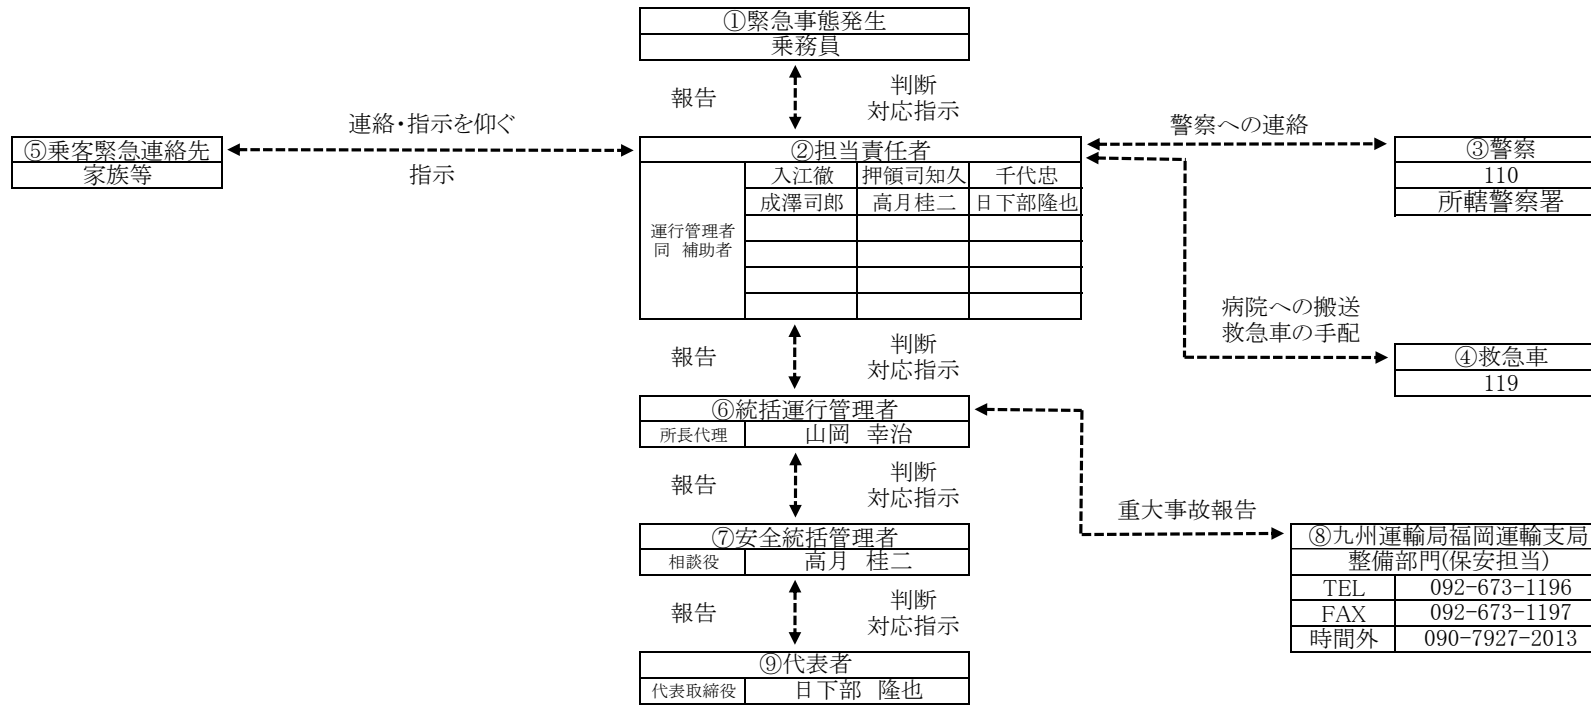 ①緊急事態発生
乗務員
報告
判断
対応指示
連絡・指示を仰ぐ
指示
⑤乗客緊急連絡先
家族等
②担当責任者
運行管理者
同　補助者
入江徹 押領司知久 千代忠
成澤司郎 高月桂二 日下部隆也
警察への連絡
③警察
110
所轄警察署
病院への搬送
救急車の手配
④救急車
119
報告
判断
対応指示
⑥統括運行管理者
所長代理 山岡　幸治
報告
判断
対応指示
重大事故報告
⑦安全統括管理者
相談役 高月　桂二
⑧九州運輸局福岡運輸支局
整備部門(保安担当)
TEL 092-673-1196
FAX 092-673-1197
時間外 090-7927-2013
報告
判断
対応指示
⑨代表者
代表取締役 日下部　隆也